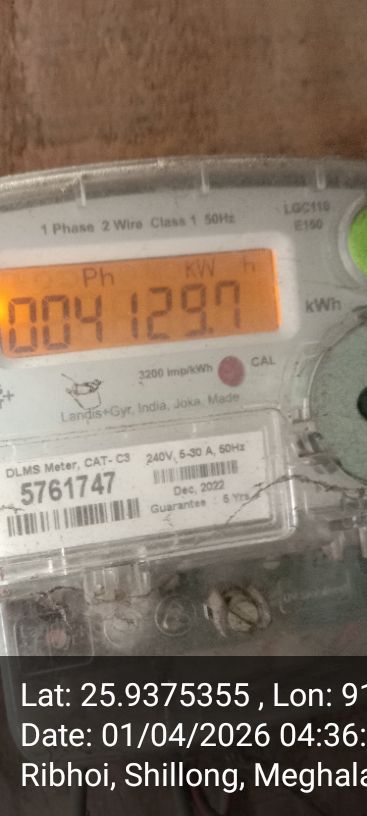 1 Phase 2 Wire Class 1 50Hz
LGC110
E150
Ph KW h
004129.7
kWh
3200 imp/kWh CAL
Landis+Gyr, India, Joka, Made
DLMS Meter, CAT- C3
240V, 5-30 A, 50Hz
5761747
Dec, 2022
Guarantee : 5 Yrs
Lat: 25.9375355 , Lon: 91
Date: 01/04/2026 04:36:
Ribhoi, Shillong, Meghala